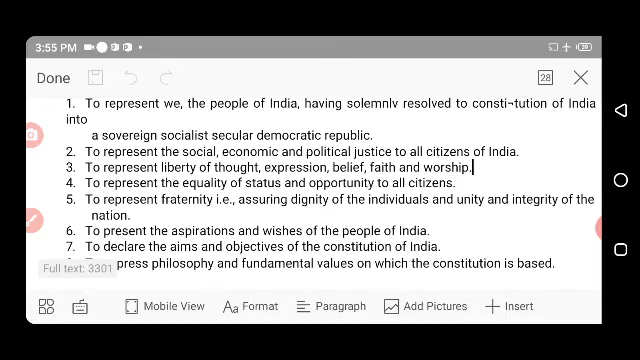 3:55 PM
39
Done
28
1. To represent we, the people of India, having solemnlv resolved to consti¬tution of India
into
a sovereign socialist secular democratic republic.
2. To represent the social, economic and political justice to all citizens of India.
3. To represent liberty of thought, expression, belief, faith and worship.
4. To represent the equality of status and opportunity to all citizens.
5. To represent fraternity i.e., assuring dignity of the individuals and unity and integrity of the
nation.
6. To present the aspirations and wishes of the people of India.
7. To declare the aims and objectives of the constitution of India.
press philosophy and fundamental values on which the constitution is based.
Full text: 3301
Mobile View
Aa Format
Paragraph
Add Pictures
Insert